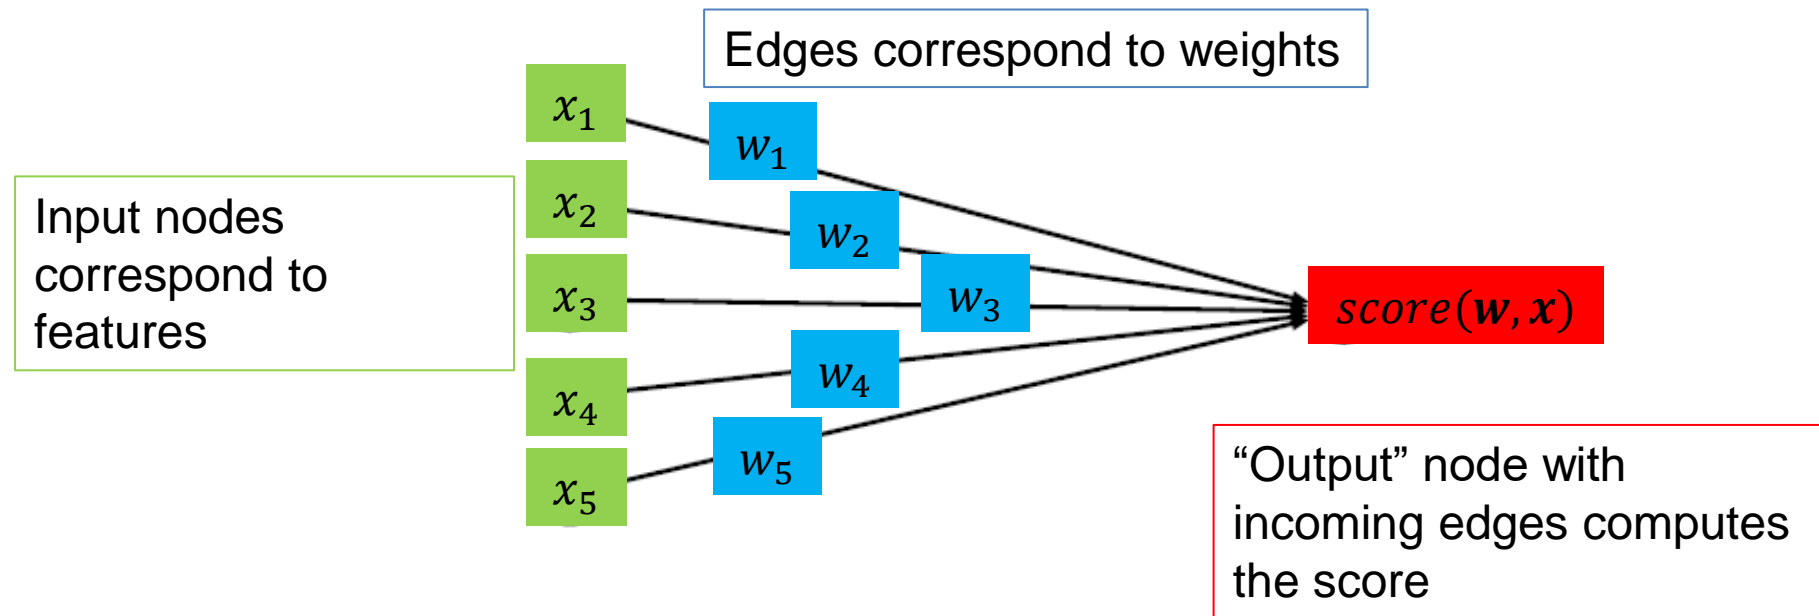 Edges correspond to weights
x₁
w₁
x₂
w₂
Input nodes
correspond to
features
x₃
w₃
score(w, x)
x₄
w₄
x₅
w₅
“Output” node with
incoming edges computes
the score